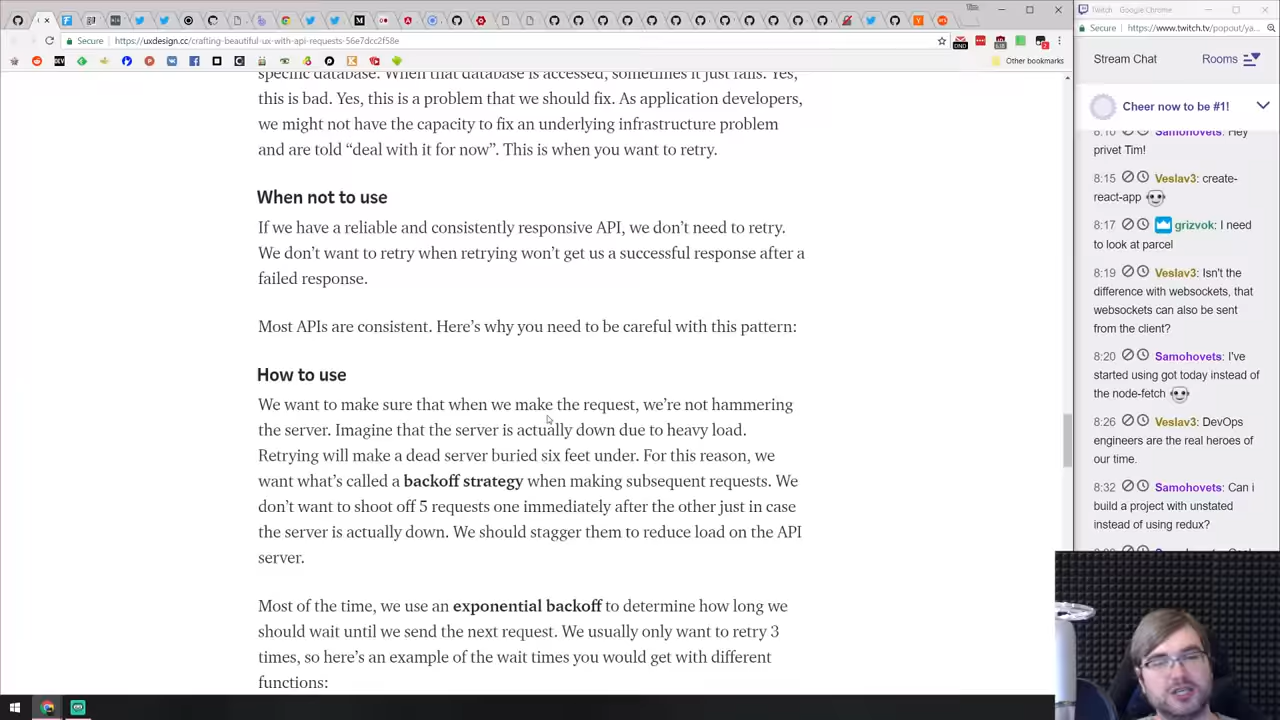 Tim
Twitch - Google Chrome
Secure
https://uxdesign.cc/crafting-beautiful-ux-with-api-requests-56e7dcc2f58e
Secure
https://www.twitch.tv/popout/ya...
Other bookmarks
specific database. When that database is accessed, sometimes it just fails. Yes,
this is bad. Yes, this is a problem that we should fix. As application developers,
we might not have the capacity to fix an underlying infrastructure problem
and are told “deal with it for now”. This is when you want to retry.
When not to use
If we have a reliable and consistently responsive API, we don’t need to retry.
We don’t want to retry when retrying won’t get us a successful response after a
failed response.
Most APIs are consistent. Here’s why you need to be careful with this pattern:
How to use
We want to make sure that when we make the request, we’re not hammering
the server. Imagine that the server is actually down due to heavy load.
Retrying will make a dead server buried six feet under. For this reason, we
want what’s called a backoff strategy when making subsequent requests. We
don’t want to shoot off 5 requests one immediately after the other just in case
the server is actually down. We should stagger them to reduce load on the API
server.
Most of the time, we use an exponential backoff to determine how long we
should wait until we send the next request. We usually only want to retry 3
times, so here’s an example of the wait times you would get with different
functions:
Stream Chat
Rooms
Cheer now to be #1!
8:10 Samohovets: Hey
privet Tim!
8:15 Veslav3: create-
react-app
8:17 grizvok: I need
to look at parcel
8:19 Veslav3: Isn't the
difference with websockets, that
websockets can also be sent
from the client?
8:20 Samohovets: I've
started using got today instead of
the node-fetch
8:26 Veslav3: DevOps
engineers are the real heroes of
our time.
8:32 Samohovets: Can i
build a project with unstated
instead of using redux?